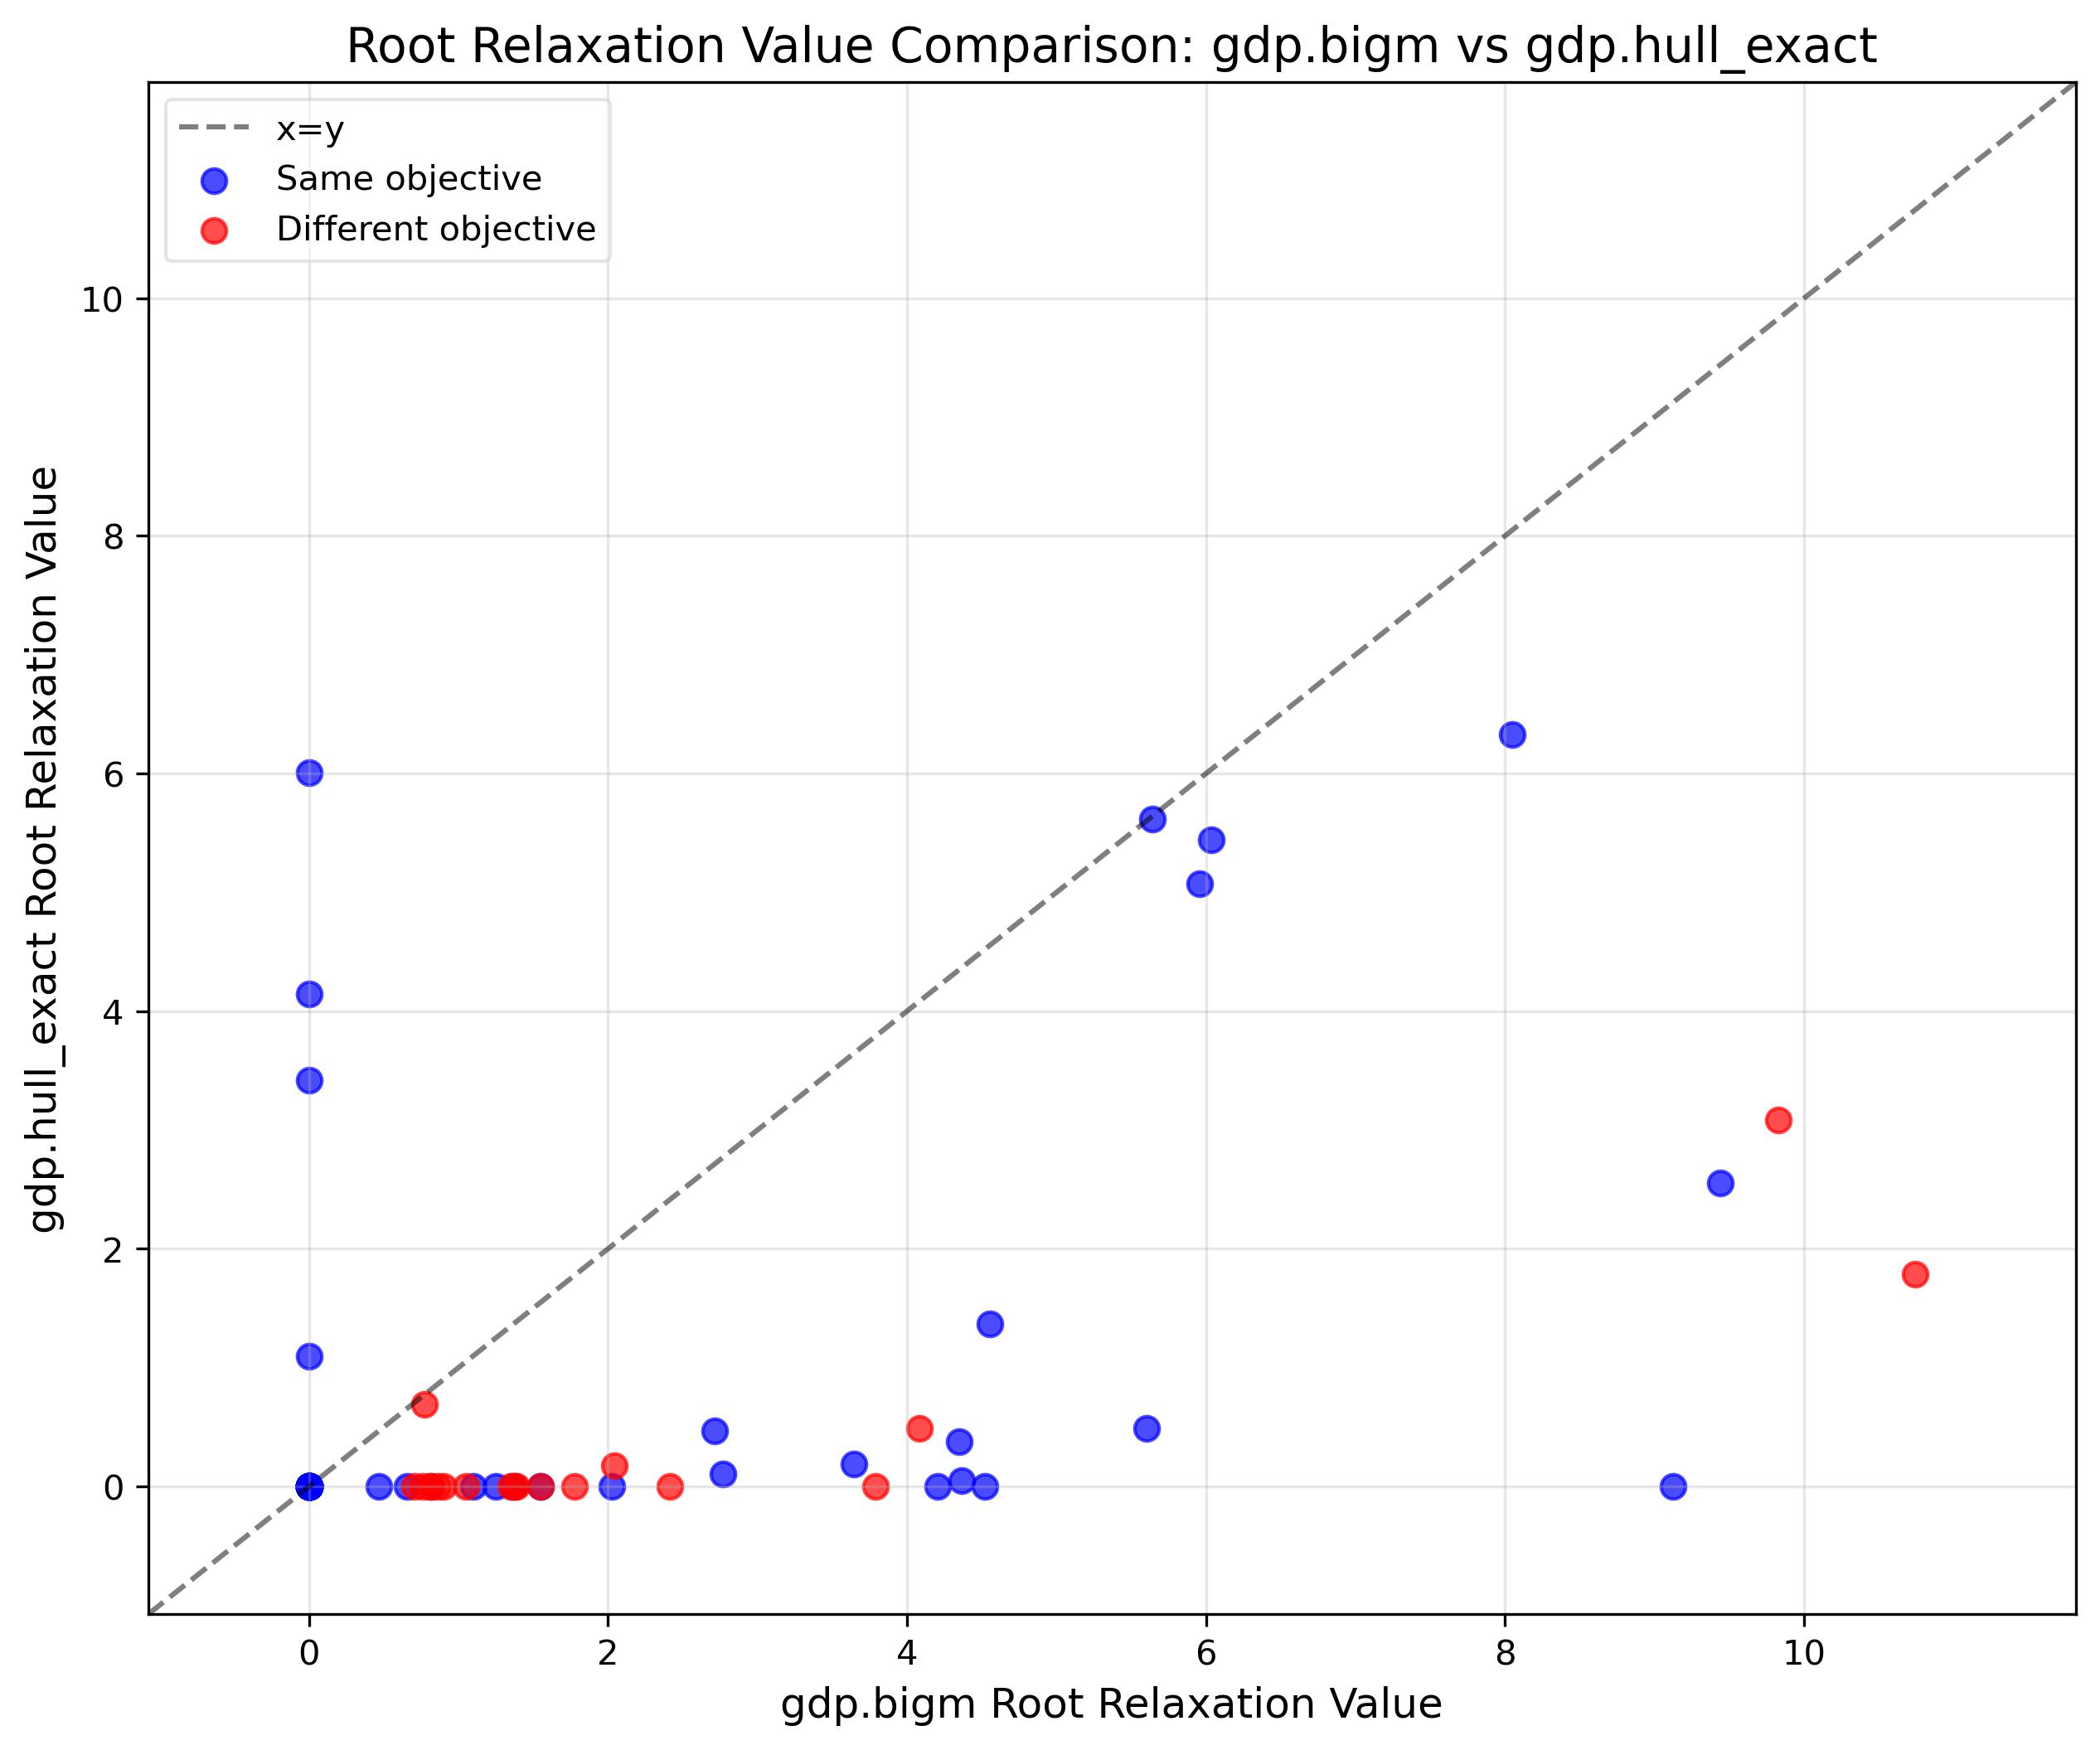 Root Relaxation Value Comparison: gdp.bigm vs gdp.hull_exact
x=y
Same objective
Different objective
gdp.hull_exact Root Relaxation Value
10
8
6
4
2
0
0 2 4 6 8 10
gdp.bigm Root Relaxation Value